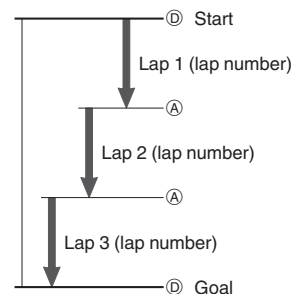 Ⓓ Start
Lap 1 (lap number)
Ⓐ
Lap 2 (lap number)
Ⓐ
Lap 3 (lap number)
Ⓓ Goal